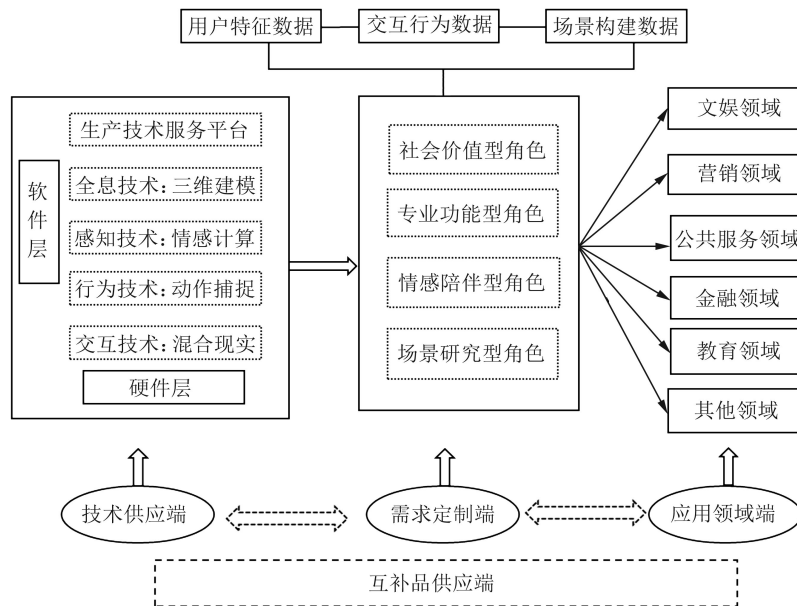 用户特征数据
交互行为数据
场景构建数据
软件层
生产技术服务平台
全息技术：三维建模
感知技术：情感计算
行为技术：动作捕捉
交互技术：混合现实
硬件层
社会价值型角色
专业功能型角色
情感陪伴型角色
场景研究型角色
文娱领域
营销领域
公共服务领域
金融领域
教育领域
其他领域
技术供应端
需求定制端
应用领域端
互补品供应端